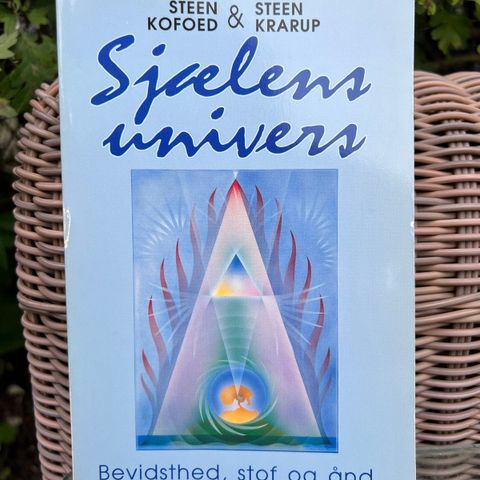 STEEN & STEEN
KOFOED KRARUP
Sjælens
univers
Bevidsthed, stof og ånd